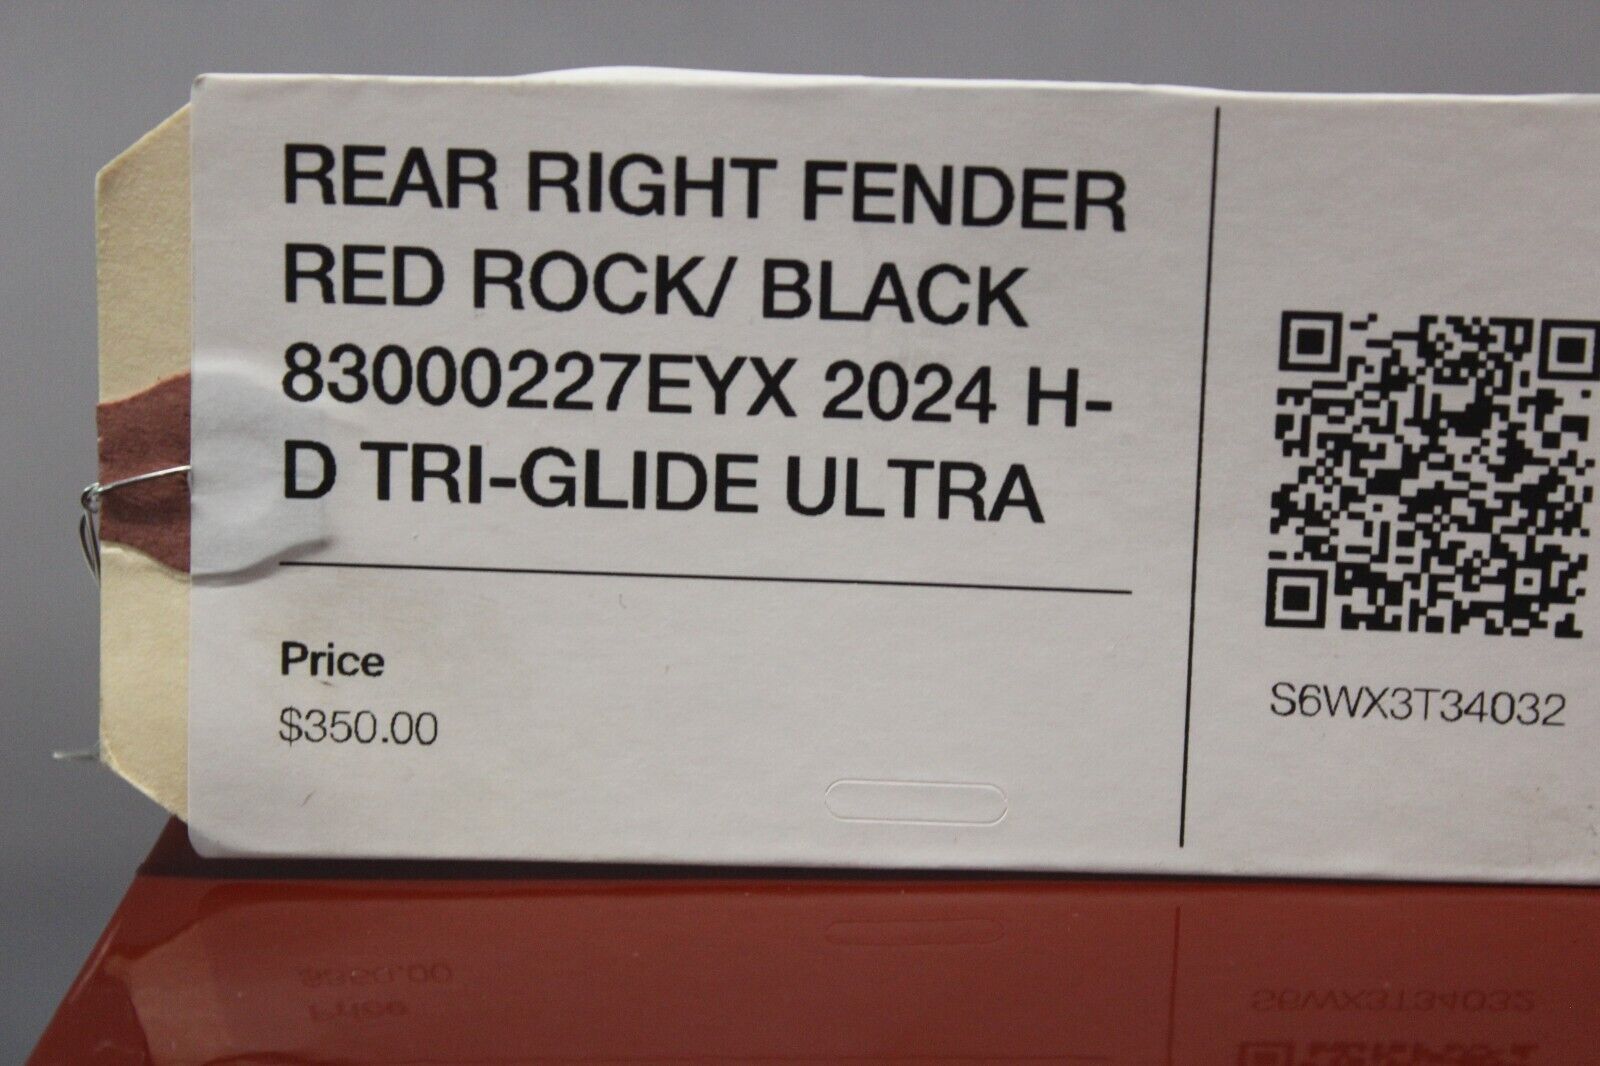 REAR RIGHT FENDER
RED ROCK/ BLACK
83000227EYX 2024 H-
D TRI-GLIDE ULTRA
Price
$350.00
S6WX3T34032